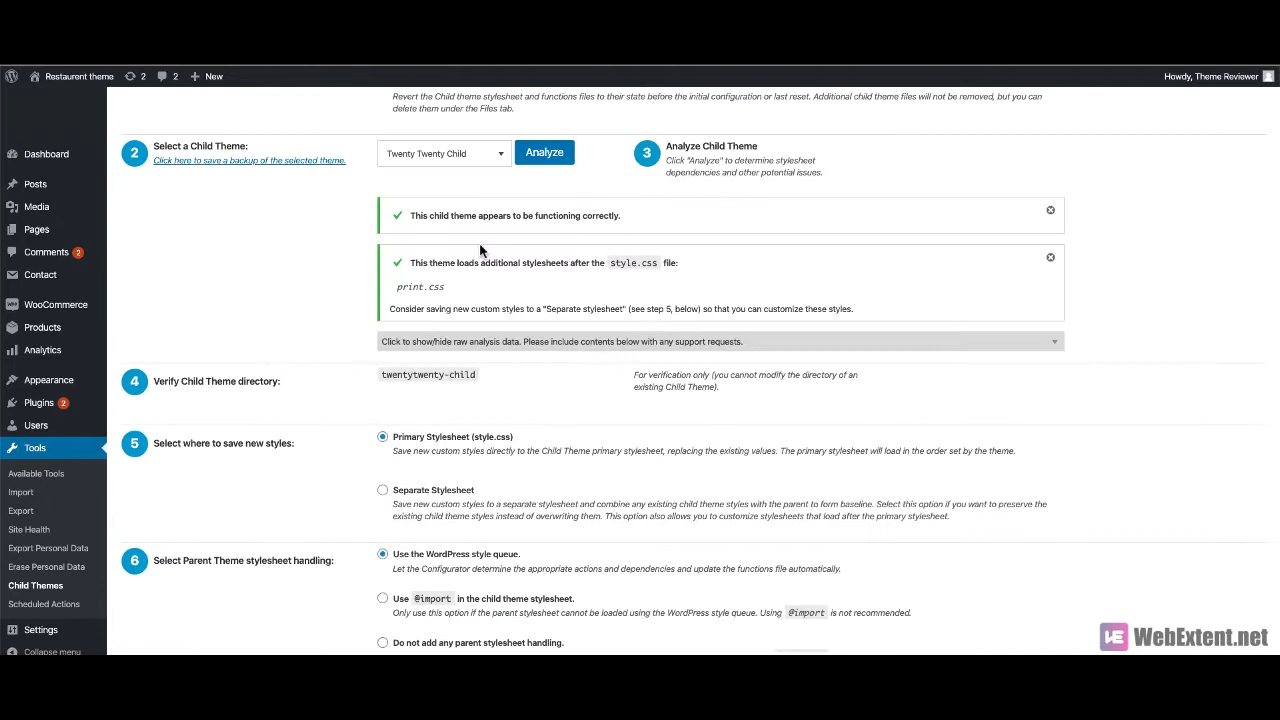 Restaurent theme
2
2
New
Howdy, Theme Reviewer
Dashboard
Posts
Media
Pages
Comments 2
Contact
WooCommerce
Products
Analytics
Appearance
Plugins 2
Users
Tools
Available Tools
Import
Export
Site Health
Export Personal Data
Erase Personal Data
Child Themes
Scheduled Actions
Settings
Collapse menu
Revert the Child theme stylesheet and functions files to their state before the initial configuration or last reset. Additional child theme files will not be removed, but you can
delete them under the Files tab.
2
Select a Child Theme:
Click here to save a backup of the selected theme.
Twenty Twenty Child
Analyze
3
Analyze Child Theme
Click "Analyze" to determine stylesheet
dependencies and other potential issues.
This child theme appears to be functioning correctly.
This theme loads additional stylesheets after the style.css file:
print.css
Consider saving new custom styles to a "Separate stylesheet" (see step 5, below) so that you can customize these styles.
Click to show/hide raw analysis data. Please include contents below with any support requests.
4
Verify Child Theme directory:
twentytwenty-child
For verification only (you cannot modify the directory of an
existing Child Theme).
5
Select where to save new styles:
Primary Stylesheet (style.css)
Save new custom styles directly to the Child Theme primary stylesheet, replacing the existing values. The primary stylesheet will load in the order set by the theme.
Separate Stylesheet
Save new custom styles to a separate stylesheet and combine any existing child theme styles with the parent to form baseline. Select this option if you want to preserve the
existing child theme styles instead of overwriting them. This option also allows you to customize stylesheets that load after the primary stylesheet.
6
Select Parent Theme stylesheet handling:
Use the WordPress style queue.
Let the Configurator determine the appropriate actions and dependencies and update the functions file automatically.
Use @import in the child theme stylesheet.
Only use this option if the parent stylesheet cannot be loaded using the WordPress style queue. Using @import is not recommended.
Do not add any parent stylesheet handling.
WebExtent.net